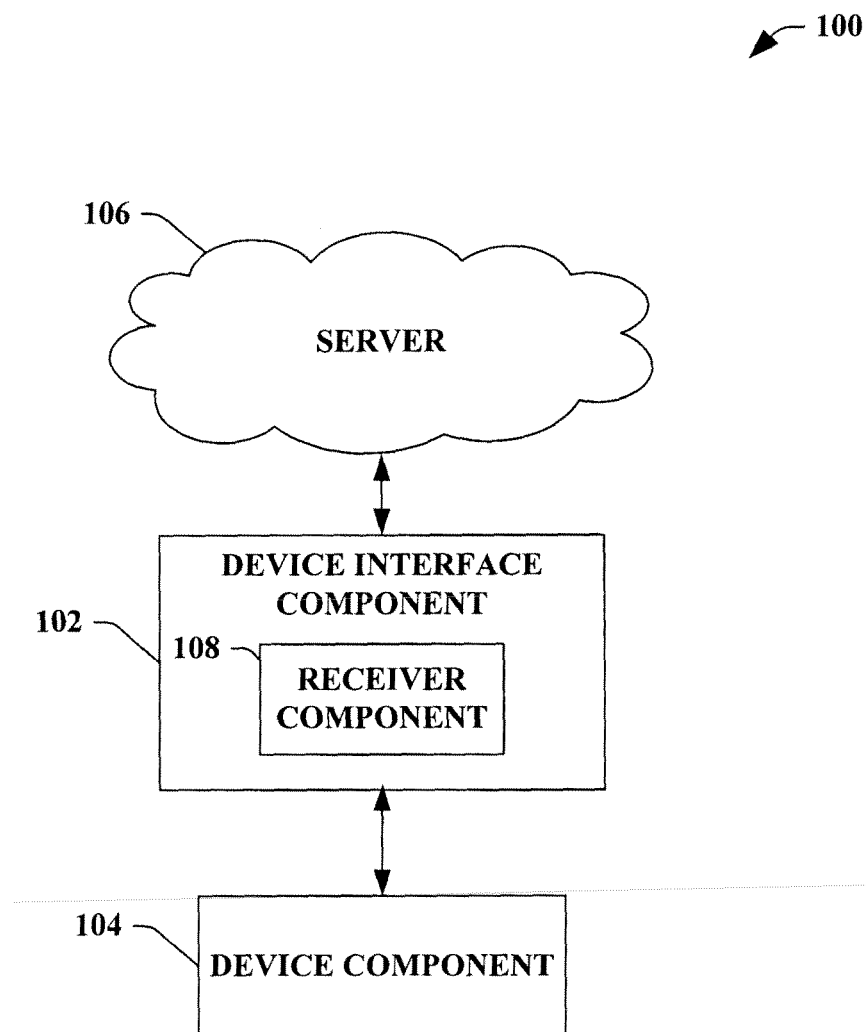 100
106
SERVER
DEVICE INTERFACE
COMPONENT
102
108
RECEIVER
COMPONENT
104
DEVICE COMPONENT